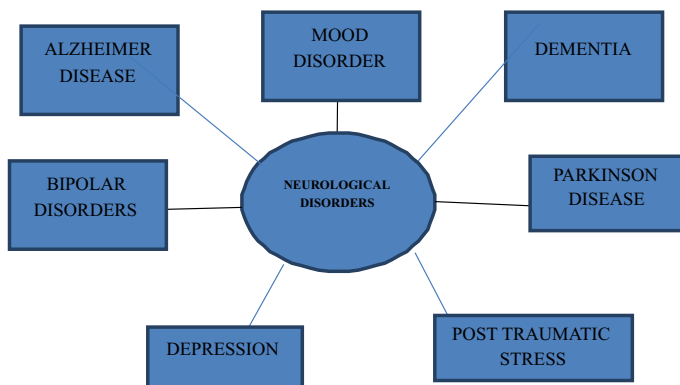 ALZHEIMER
DISEASE
MOOD
DISORDER
DEMENTIA
BIPOLAR
DISORDERS
NEUROLOGICAL
DISORDERS
PARKINSON
DISEASE
DEPRESSION
POST TRAUMATIC
STRESS